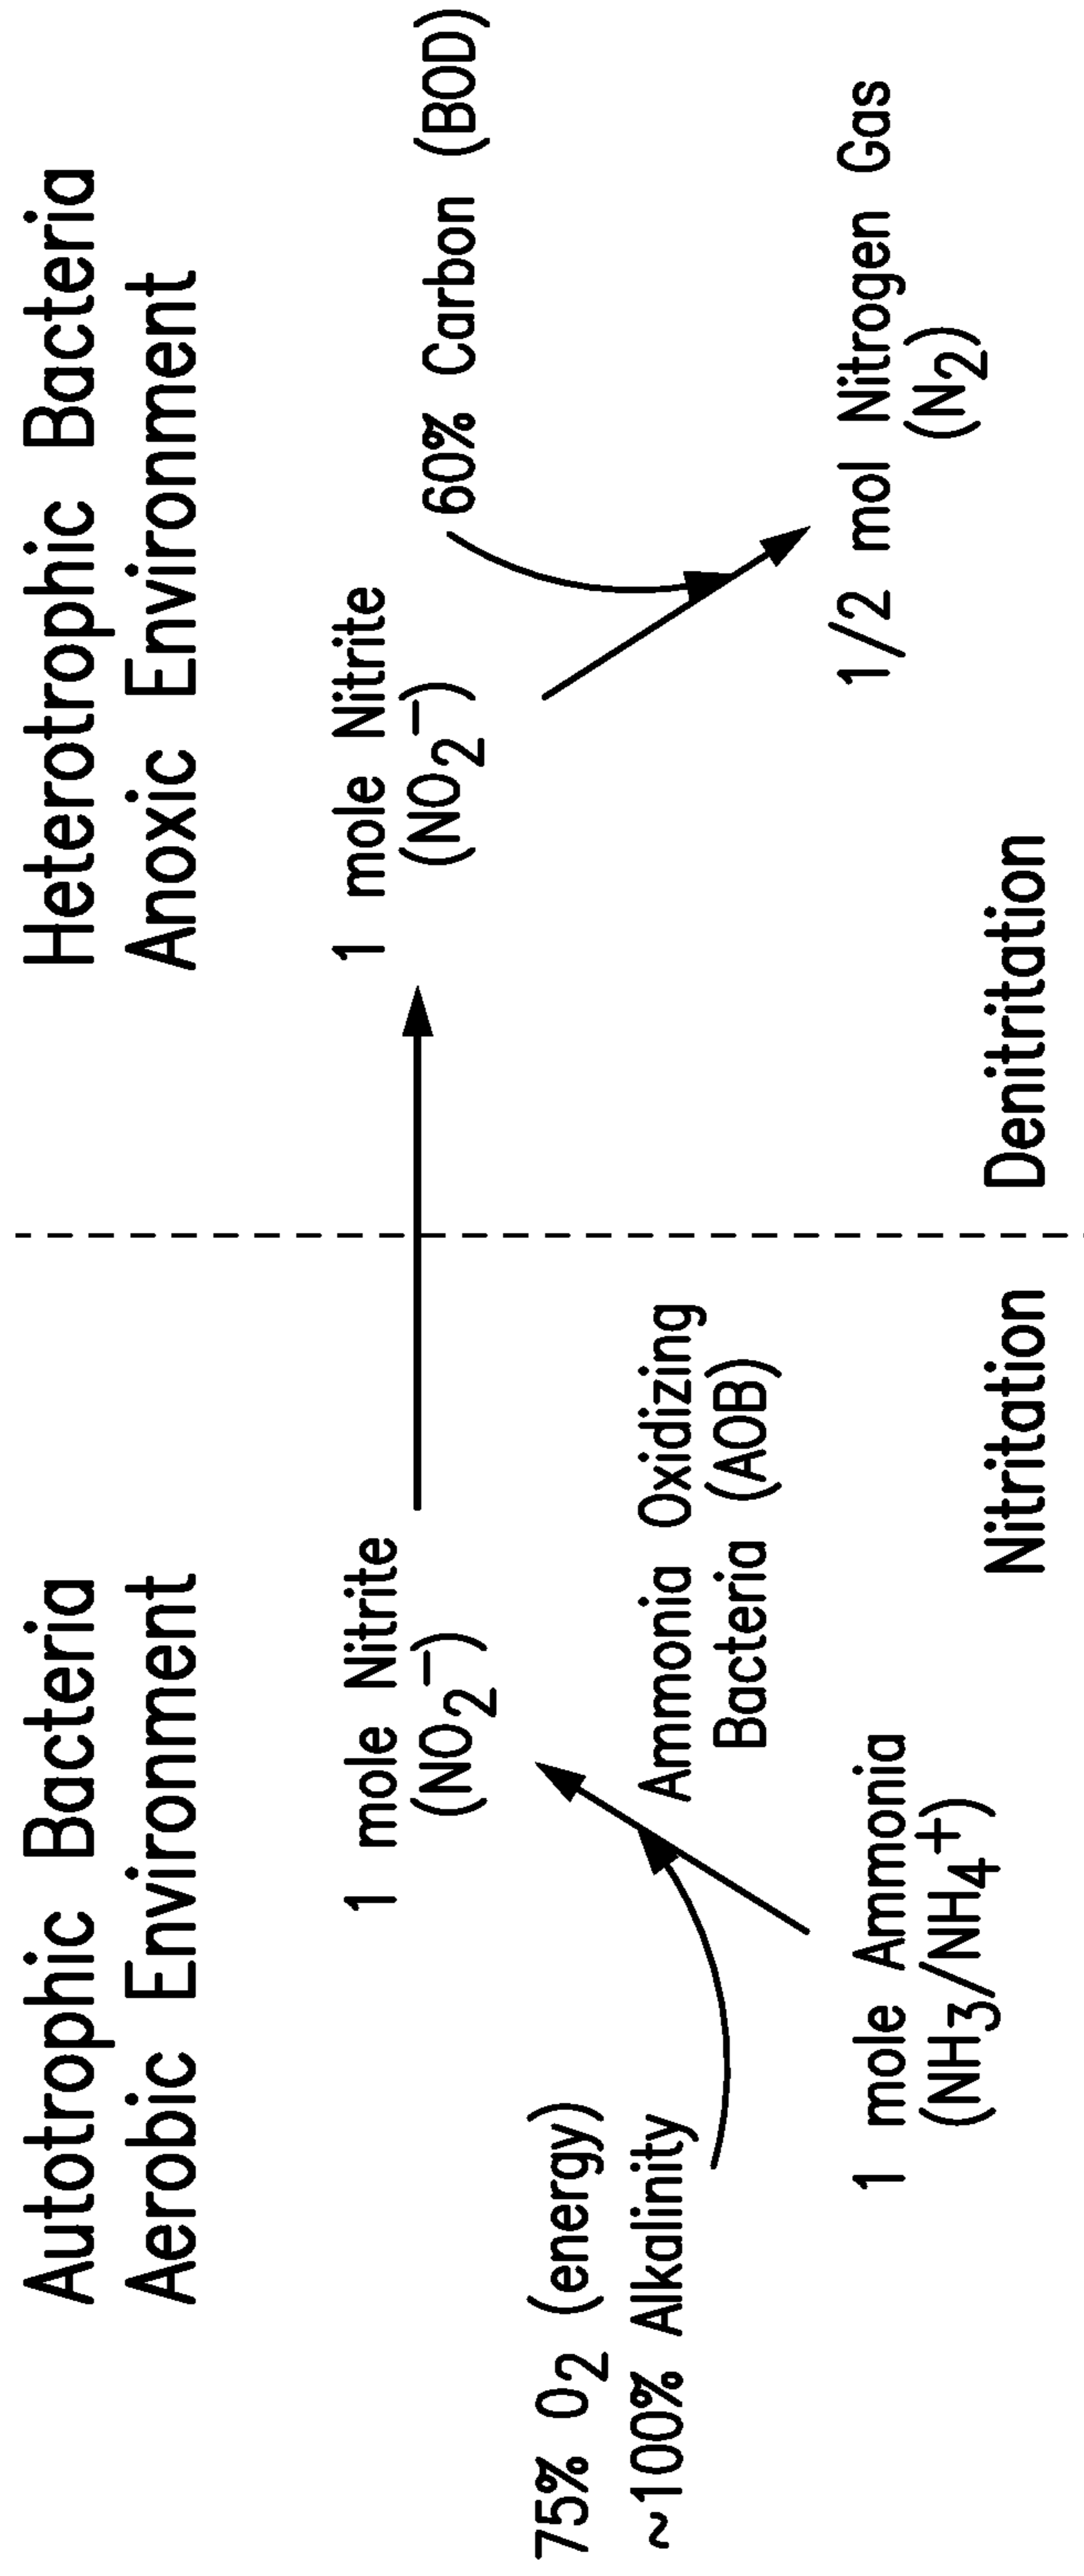 Autotrophic Bacteria
Aerobic Environment
Heterotrophic Bacteria
Anoxic Environment
1 mole Nitrite
(NO2−)
1 mole Nitrite
(NO2−)
75% O2 (energy)
~100% Alkalinity
60% Carbon (BOD)
Ammonia Oxidizing
Bacteria (AOB)
1 mole Ammonia
(NH3/NH4+)
1/2 mol Nitrogen Gas
(N2)
Nitritation
Denitritation